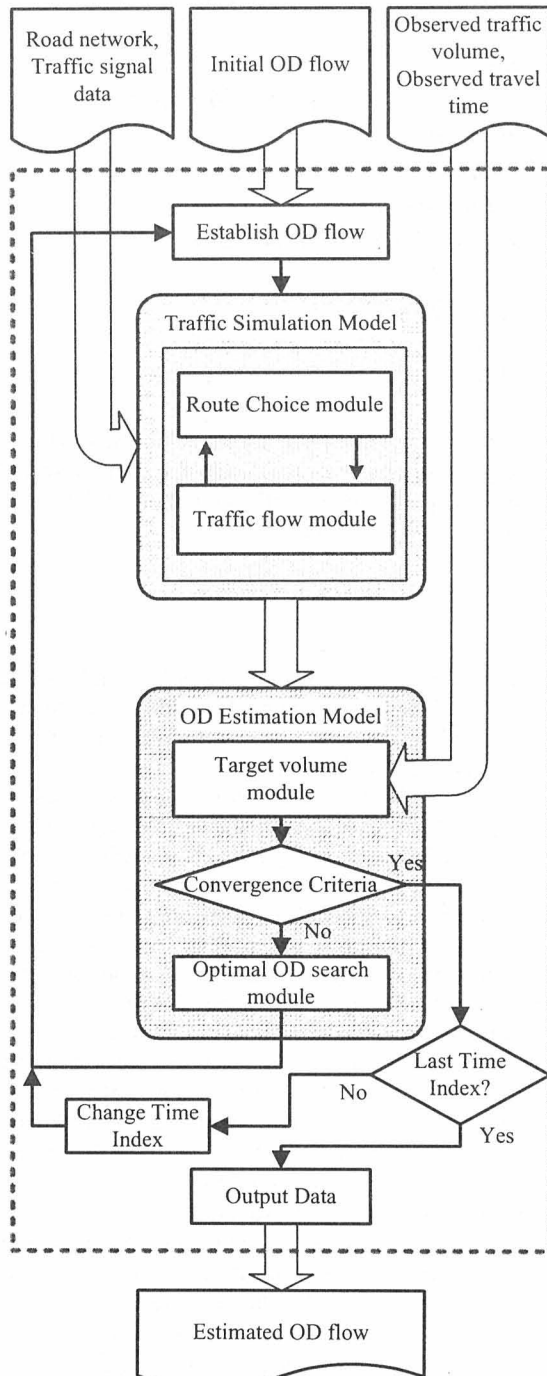 Road network,
Traffic signal
data
Initial OD flow
Observed traffic
volume,
Observed travel
time
Establish OD flow
Traffic Simulation Model
Route Choice module
Traffic flow module
OD Estimation Model
Target volume
module
Yes
Convergence Criteria
No
Optimal OD search
module
Last Time
Index?
No
Change Time
Index
Yes
Output Data
Estimated OD flow